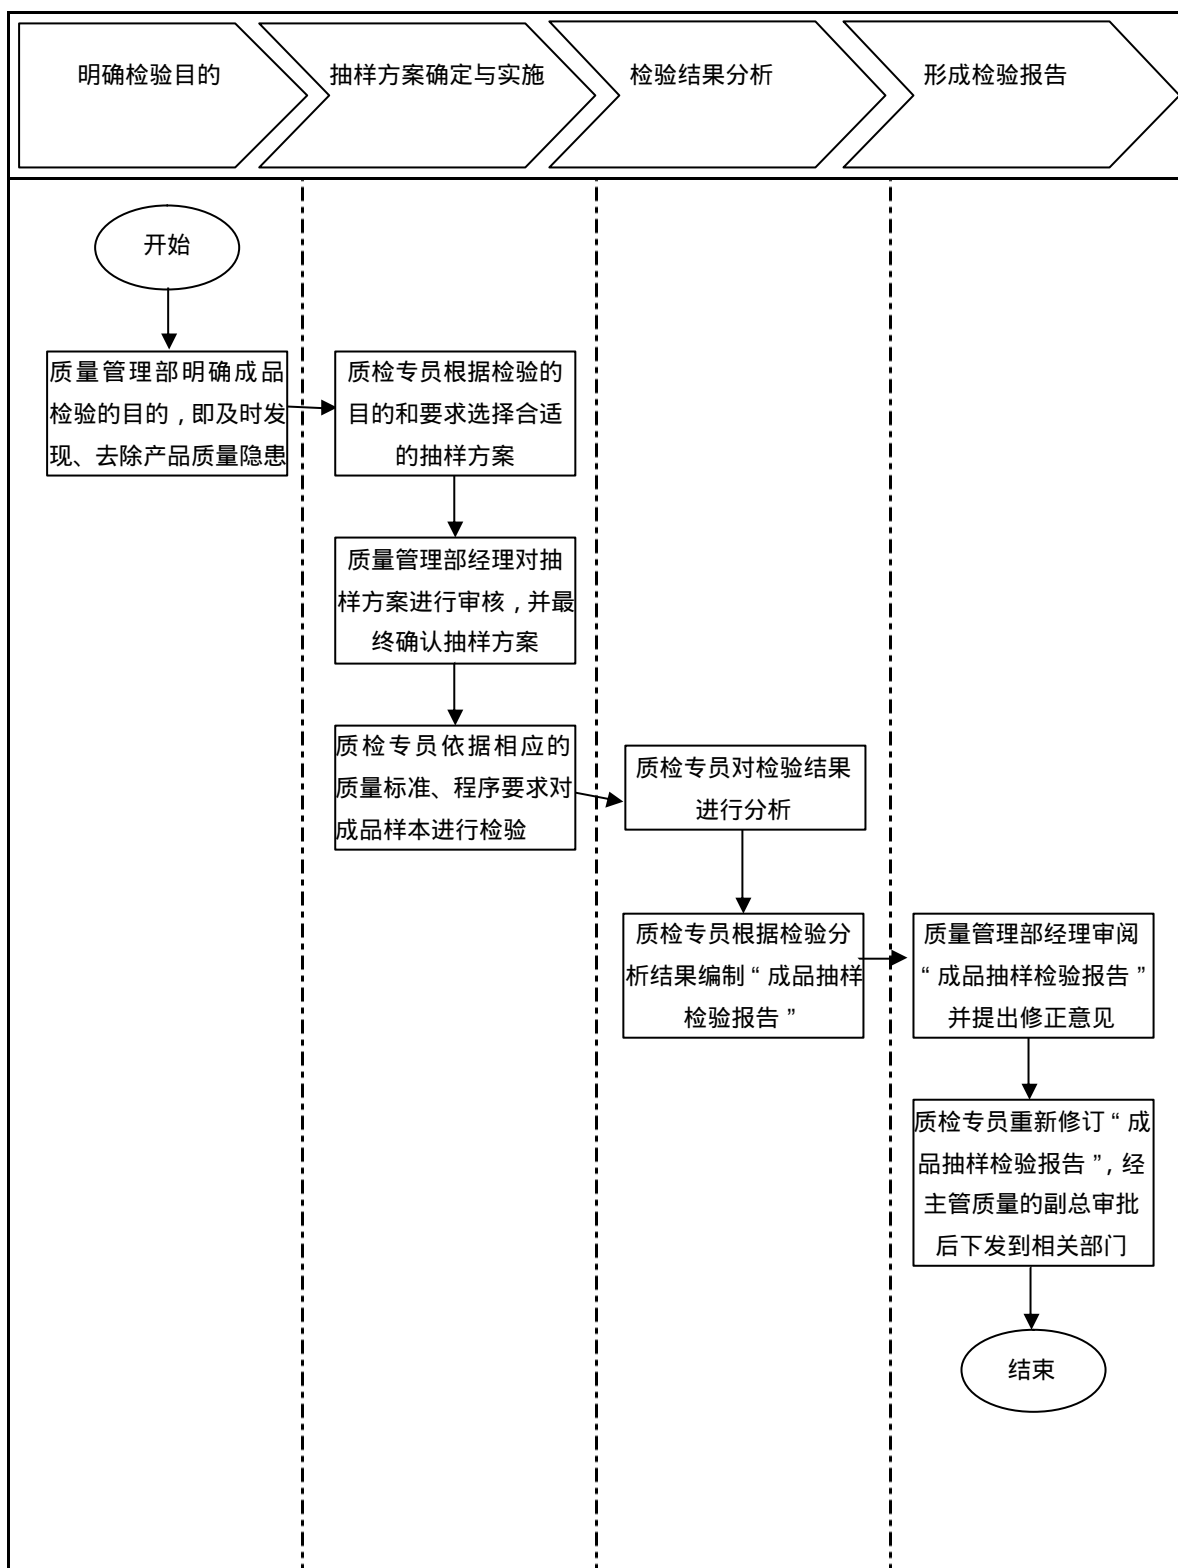 明确检验目的
抽样方案确定与实施
检验结果分析
形成检验报告
开始
质量管理部明确成品
检验的目的，即及时发
现、去除产品质量隐患
质检专员根据检验的
目的和要求选择合适
的抽样方案
质量管理部经理对抽
样方案进行审核，并最
终确认抽样方案
质检专员依据相应的
质量标准、程序要求对
成品样本进行检验
质检专员对检验结果
进行分析
质检专员根据检验分
析结果编制“成品抽样
检验报告”
质量管理部经理审阅
“成品抽样检验报告”
并提出修正意见
质检专员重新修订“成
品抽样检验报告”，经
主管质量的副总审批
后下发到相关部门
结束